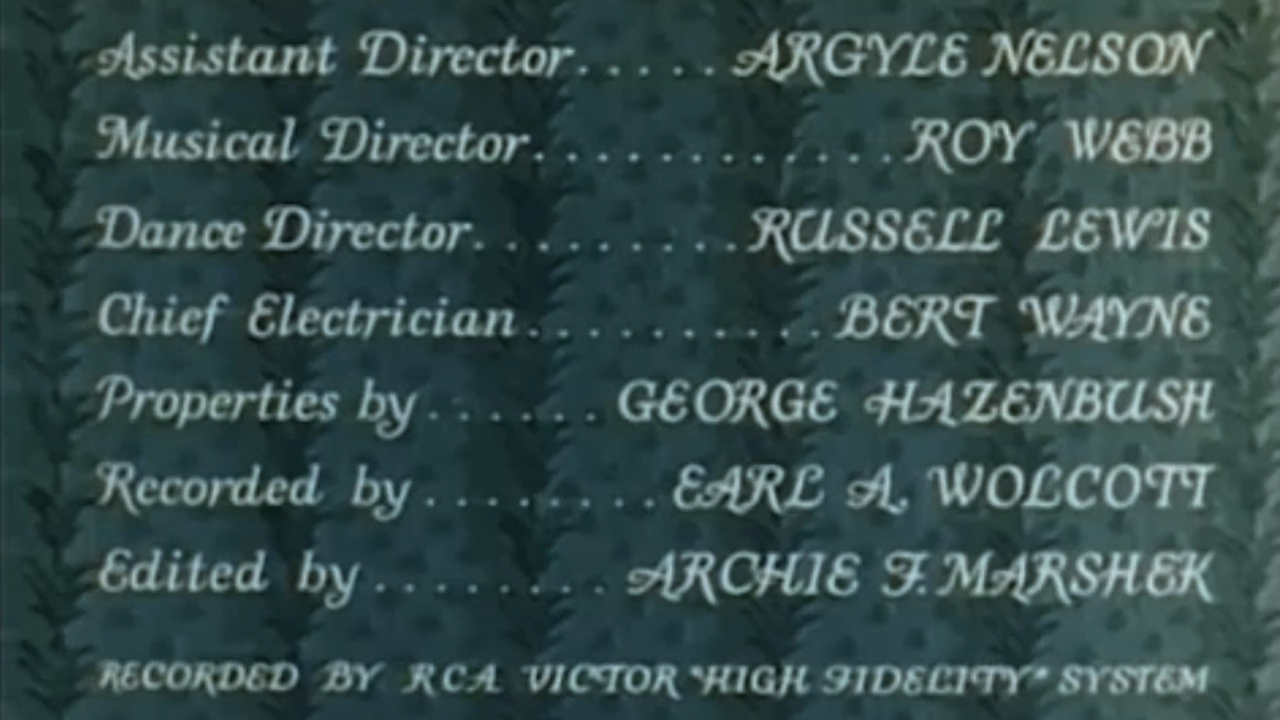 Assistant Director.....ARGYLE NELSON
Musical Director.............ROY WEBB
Dance Director..........RUSSELL LEWIS
Chief Electrician...........BERT WAYNE
Properties by.......GEORGE HAZENBUSH
Recorded by.........EARL A. WOLCOTT
Edited by.........ARCHIE F. MARSHEK
RECORDED BY RCA VICTOR "HIGH FIDELITY" SYSTEM